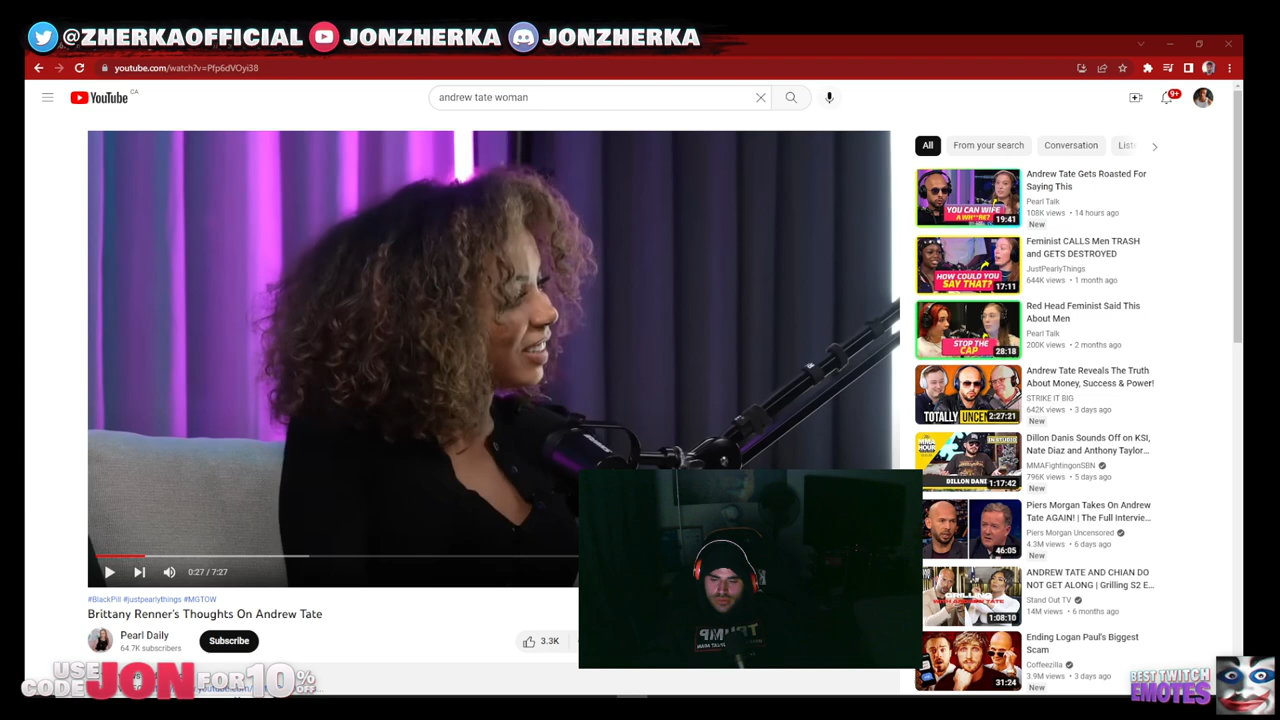 @ZHERKAOFFICIAL JONZHERKA JONZHERKA
youtube.com/watch?v=Pfp6dVOyi38
YouTube CA
andrew tate woman
9+
All From your search Conversation
Andrew Tate Gets Roasted For
Saying This
Pearl Talk
108K views • 14 hours ago
New
YOU CAN WIFE
19:41
Feminist CALLS Men TRASH
and GETS DESTROYED
JustPearlyThings
644K views • 1 month ago
HOW COULD YOU
SAY THAT?
17:11
Red Head Feminist Said This
About Men
Pearl Talk
200K views • 2 months ago
STOP THE
CAP
28:18
Andrew Tate Reveals The Truth
About Money, Success & Power!
STRIKE IT BIG
642K views • 3 days ago
New
TOTALLY
2:27:21
Dillon Danis Sounds Off on KSI,
Nate Diaz and Anthony Taylor...
MMAFightingonSBN
796K views • 5 days ago
New
IN STUDIO
DILLON
1:17:42
Piers Morgan Takes On Andrew
Tate AGAIN! | The Full Intervie...
Piers Morgan Uncensored
4.3M views • 6 days ago
New
46:05
ANDREW TATE AND CHIAN DO
NOT GET ALONG | Grilling S2 E...
Stand Out TV
14M views • 6 months ago
GRILLING
1:08:10
Ending Logan Paul's Biggest
Scam
Coffeezilla
3.9M views • 3 days ago
New
31:24
0:27 / 7:27
#BlackPill #justpearlythings #MGTOW
Brittany Renner's Thoughts On Andrew Tate
Pearl Daily
64.7K subscribers
Subscribe
3.3K
TRUMP
USE
CODE JON FOR 10%
OFF
BEST TWITCH
EMOTES